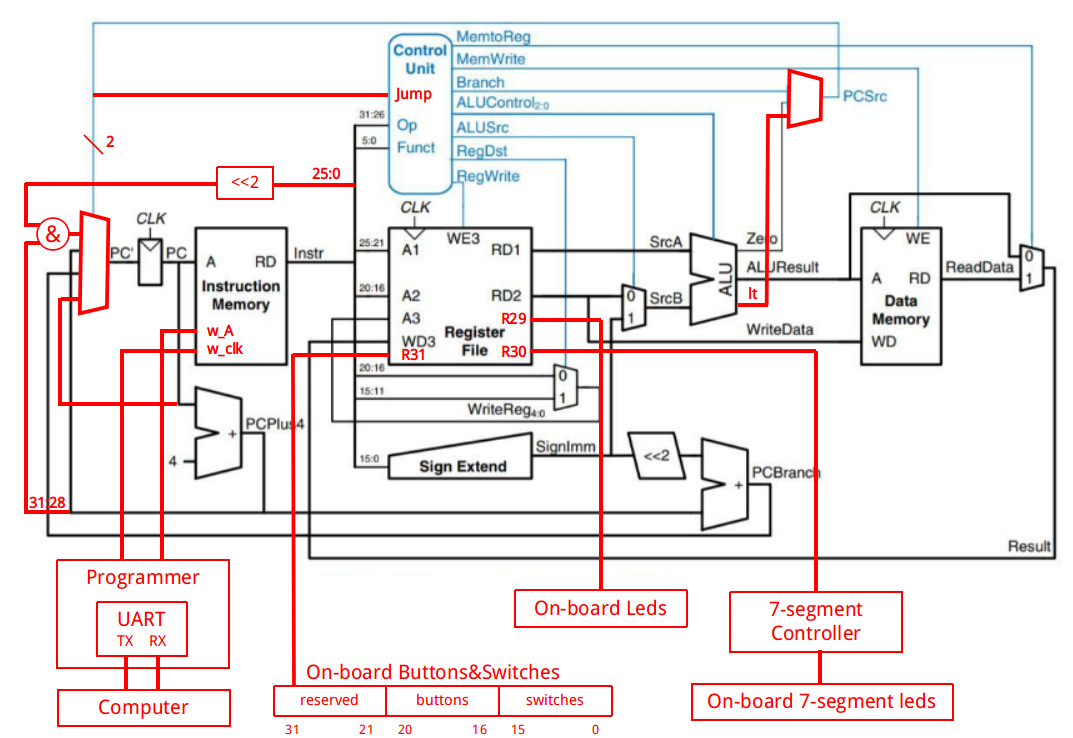 MemtoReg
Control
Unit
MemWrite
Branch
PCSrc
Jump
ALUControl2:0
31:26
Op
ALUSrc
2
5:0
Funct
RegDst
25:0
RegWrite
<<2
CLK
CLK
CLK
&
PC'
PC
A
RD
Instr
25:21
A1
WE3
RD1
SrcA
Zero
WE
0
Instruction
Memory
ALU
ALUResult
A
RD
ReadData
1
20:16
A2
RD2
0
SrcB
lt
Data
Memory
A3
R29
1
w_A
Register
File
WriteData
WD
WD3
w_clk
R31
R30
20:16
0
15:11
1
WriteReg4:0
PCPlus4
+
4
15:0
Sign Extend
SignImm
<<2
PCBranch
+
31:28
Result
Programmer
UART
TX RX
Computer
On-board Leds
7-segment
Controller
On-board Buttons&Switches
reserved
buttons
switches
31
21
20
16
15
0
On-board 7-segment leds